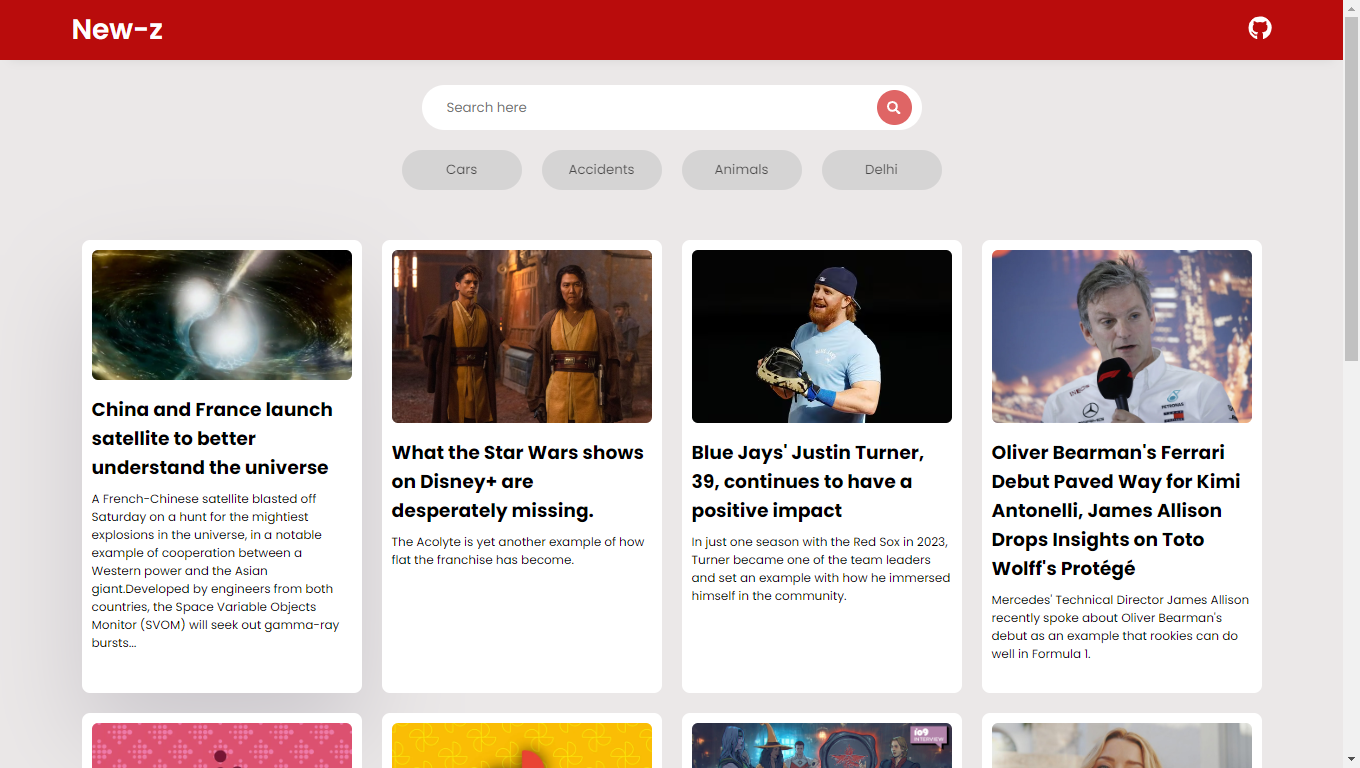 New-z
Search here
Cars
Accidents
Animals
Delhi
China and France launch
satellite to better
understand the universe
A French-Chinese satellite blasted off
Saturday on a hunt for the mightiest
explosions in the universe, in a notable
example of cooperation between a
Western power and the Asian
giant.Developed by engineers from both
countries, the Space Variable Objects
Monitor (SVOM) will seek out gamma-ray
bursts...
What the Star Wars shows
on Disney+ are
desperately missing.
The Acolyte is yet another example of how
flat the franchise has become.
Blue Jays' Justin Turner,
39, continues to have a
positive impact
In just one season with the Red Sox in 2023,
Turner became one of the team leaders
and set an example with how he immersed
himself in the community.
PETRONAS
Oliver Bearman's Ferrari
Debut Paved Way for Kimi
Antonelli, James Allison
Drops Insights on Toto
Wolff's Protégé
Mercedes' Technical Director James Allison
recently spoke about Oliver Bearman's
debut as an example that rookies can do
well in Formula 1.
io9
INTERVIEW